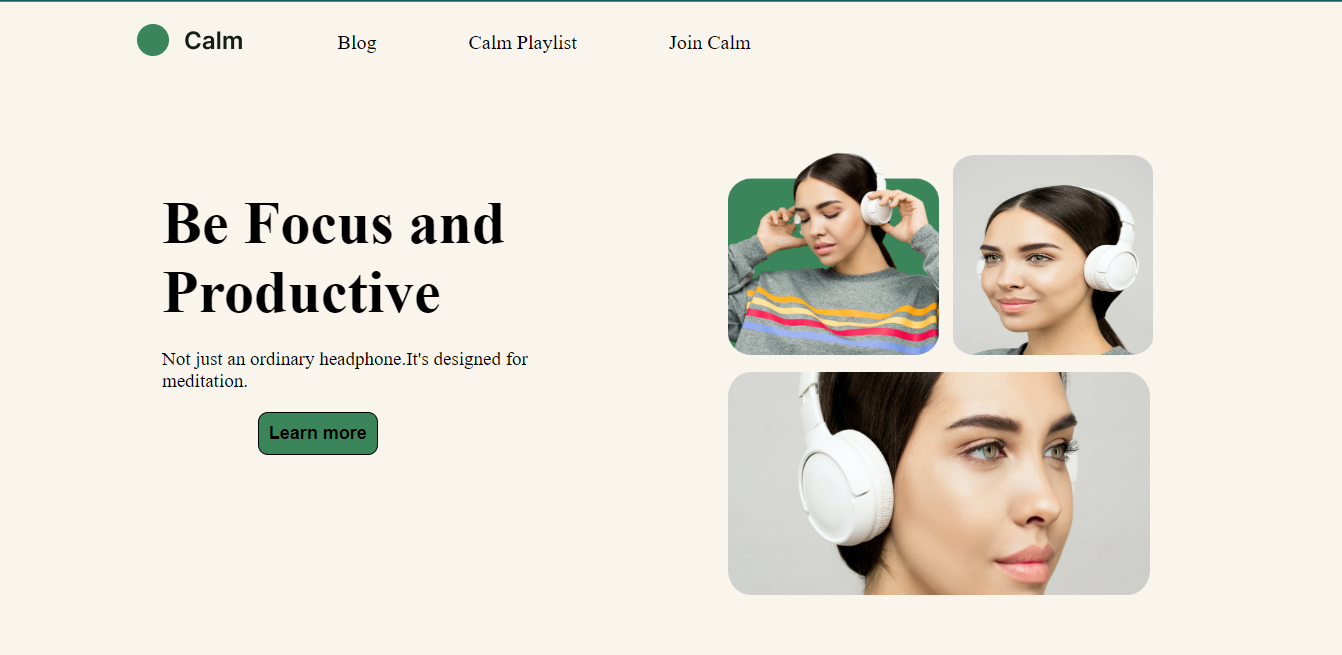 Calm Blog Calm Playlist Join Calm
Be Focus and
Productive
Not just an ordinary headphone.It's designed for
meditation.
Learn more